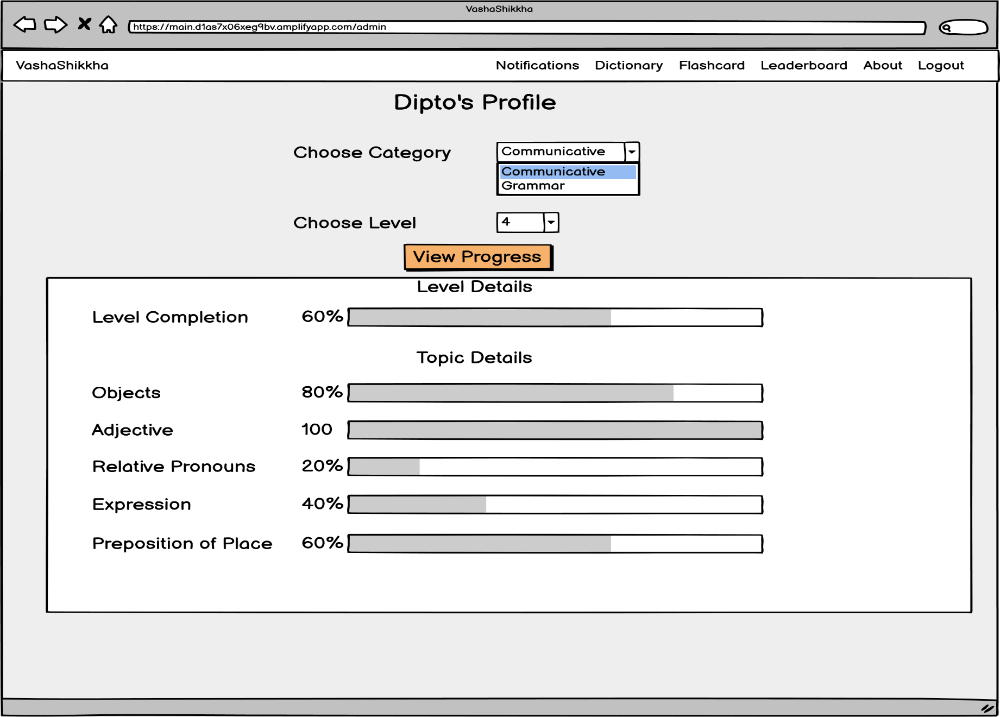 VashaShikkha
https://main.d1as7x06xeg9bv.amplifyapp.com/admin
VashaShikkha Notifications Dictionary Flashcard Leaderboard About Logout
Dipto's Profile
Choose Category Communicative
Communicative
Grammar
Choose Level 4
View Progress
Level Details
Level Completion 60%
Topic Details
Objects 80%
Adjective 100
Relative Pronouns 20%
Expression 40%
Preposition of Place 60%